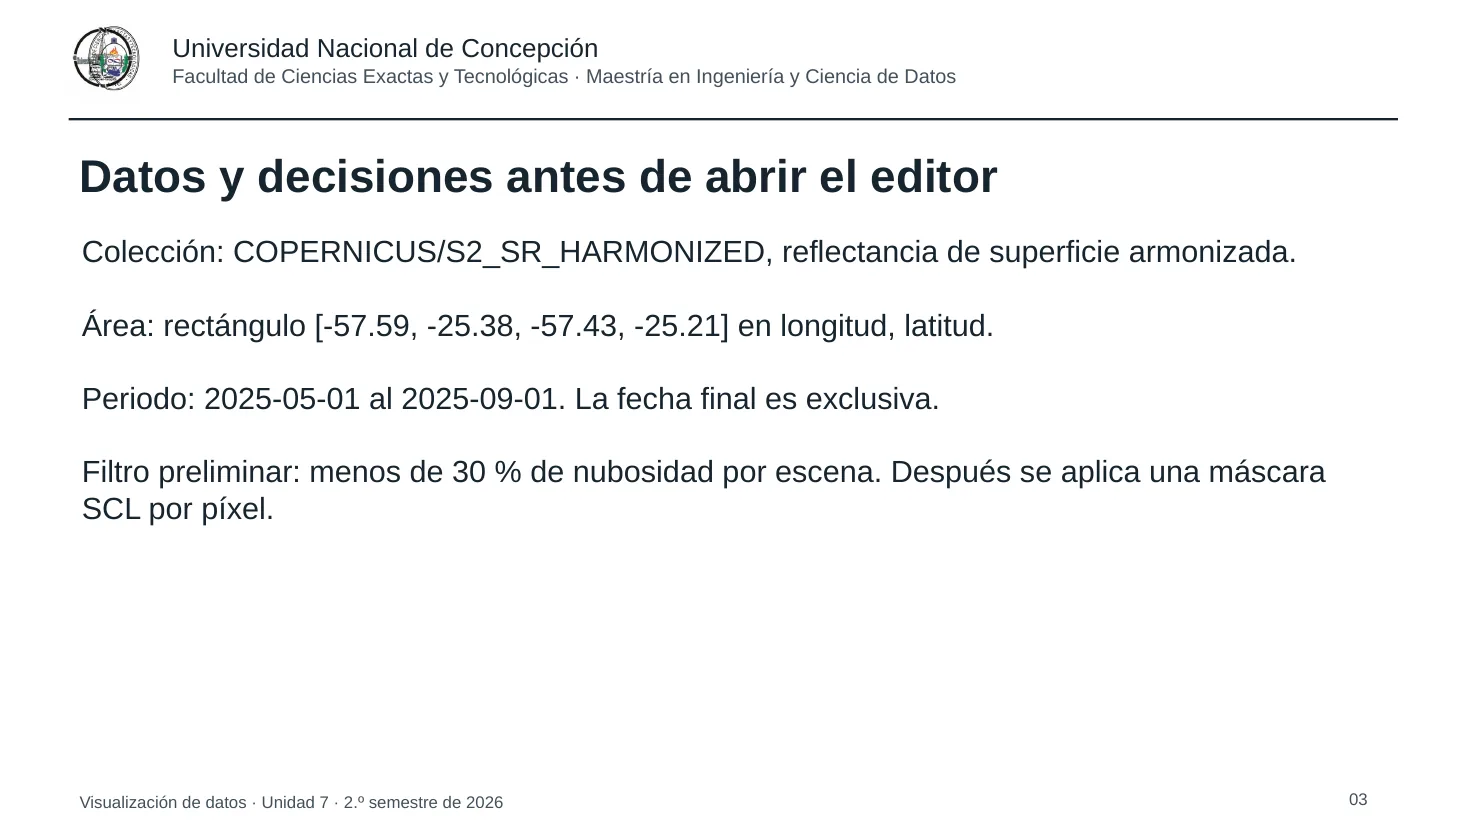 Universidad Nacional de Concepción
Facultad de Ciencias Exactas y Tecnológicas · Maestría en Ingeniería y Ciencia de Datos
Datos y decisiones antes de abrir el editor
Colección: COPERNICUS/S2_SR_HARMONIZED, reflectancia de superficie armonizada.
Área: rectángulo [-57.59, -25.38, -57.43, -25.21] en longitud, latitud.
Periodo: 2025-05-01 al 2025-09-01. La fecha final es exclusiva.
Filtro preliminar: menos de 30 % de nubosidad por escena. Después se aplica una máscara
SCL por píxel.
Visualización de datos · Unidad 7 · 2.º semestre de 2026
03